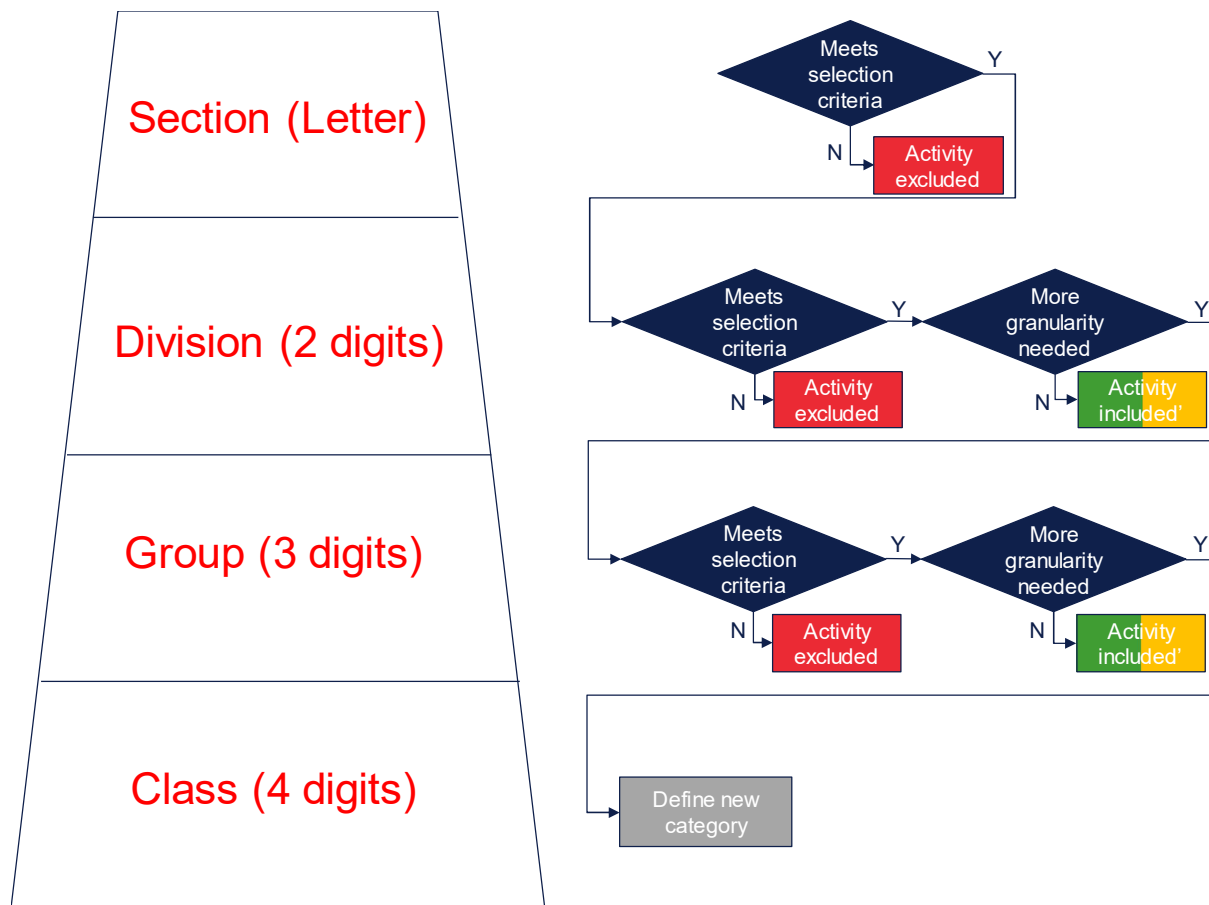 Section (Letter)
Meets
selection
criteria
Y
N
Activity
excluded
Division (2 digits)
Meets
selection
criteria
Y
More
granularity
needed
Y
N
Activity
excluded
N
Activity
included'
Group (3 digits)
Meets
selection
criteria
Y
More
granularity
needed
Y
N
Activity
excluded
N
Activity
included'
Class (4 digits)
Define new
category